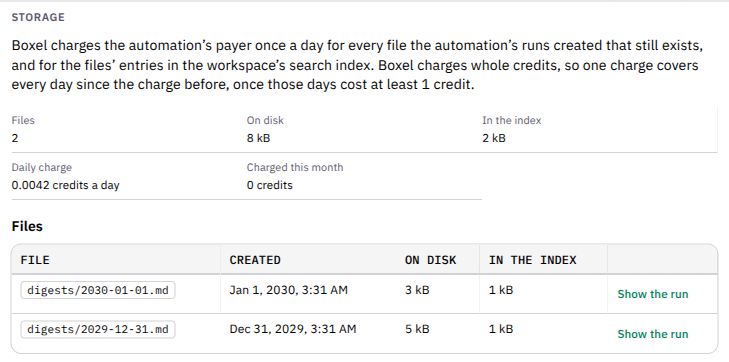 STORAGE
Boxel charges the automation’s payer once a day for every file the automation’s runs created that still exists,
and for the files’ entries in the workspace’s search index. Boxel charges whole credits, so one charge covers
every day since the charge before, once those days cost at least 1 credit.
Files On disk In the index
2 8 kB 2 kB
Daily charge Charged this month
0.0042 credits a day 0 credits
Files
FILE CREATED ON DISK IN THE INDEX
digests/2030-01-01.md Jan 1, 2030, 3:31 AM 3 kB 1 kB Show the run
digests/2029-12-31.md Dec 31, 2029, 3:31 AM 5 kB 1 kB Show the run